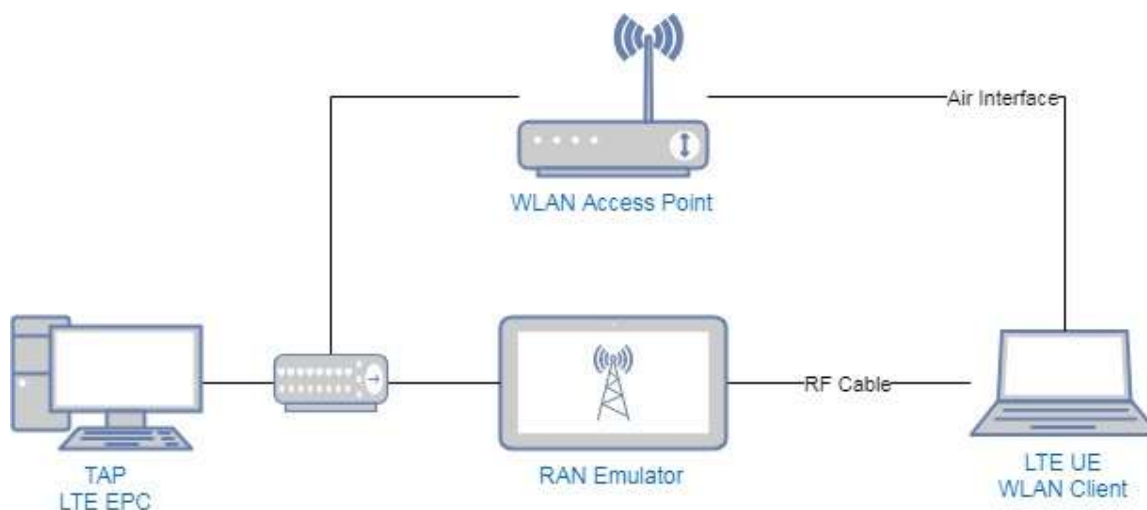 Air Interface
WLAN Access Point
RF Cable
TAP
LTE EPC
RAN Emulator
LTE UE
WLAN Client